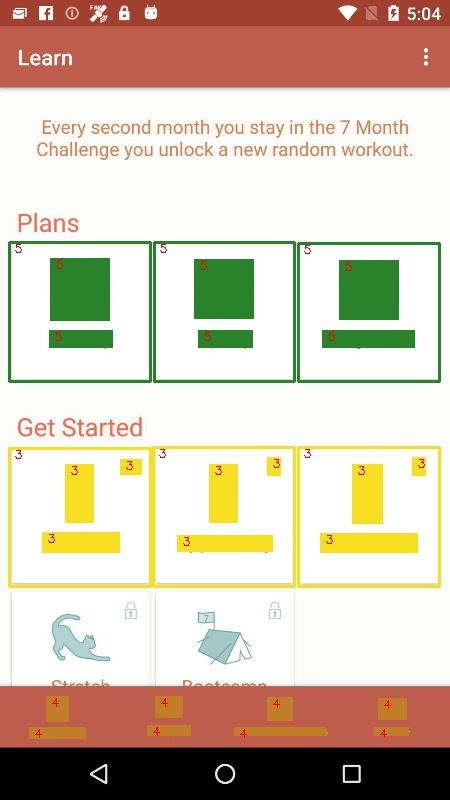 5:04
Learn
Every second month you stay in the 7 Month
Challenge you unlock a new random workout.
Plans
5 5 5
5 5 5
5 5 5
Get Started
3 3 3
3 3 3 3 3 3
3 3 3
7
Stretch Bootcamp
4 4 4 4
4 4 4 4